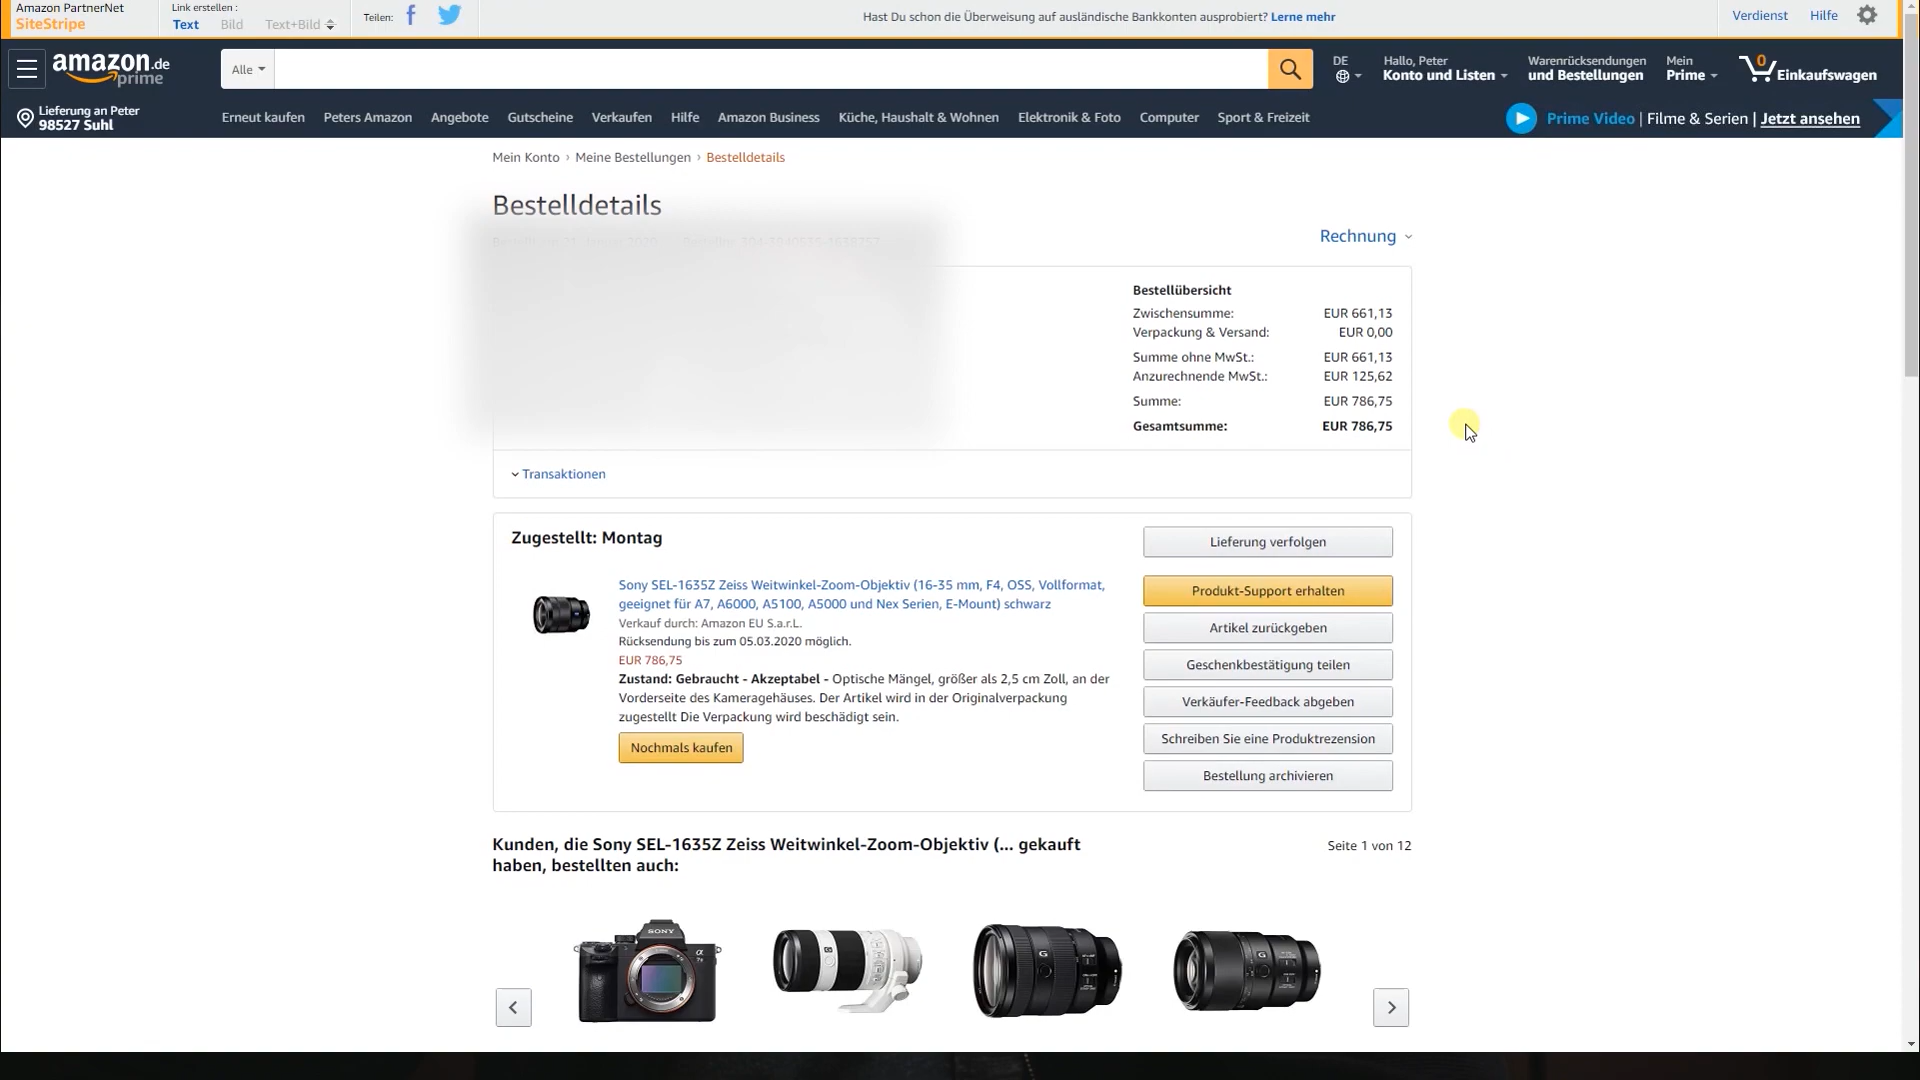 Amazon PartnerNet
SiteStripe
Link erstellen :
Text Bild Text+Bild
Teilen:
Hast Du schon die Überweisung auf ausländische Bankkonten ausprobiert? Lerne mehr
Verdienst Hilfe
amazon.de
prime
Alle
DE
Hallo, Peter
Konto und Listen
Warenrücksendungen
und Bestellungen
Mein
Prime
0
Einkaufswagen
Lieferung an Peter
98527 Suhl
Erneut kaufen Peters Amazon Angebote Gutscheine Verkaufen Hilfe Amazon Business Küche, Haushalt & Wohnen Elektronik & Foto Computer Sport & Freizeit
Prime Video | Filme & Serien | Jetzt ansehen
Mein Konto › Meine Bestellungen › Bestelldetails
Bestelldetails
Rechnung
Bestellübersicht
Zwischensumme: EUR 661,13
Verpackung & Versand: EUR 0,00
Summe ohne MwSt.: EUR 661,13
Anzurechnende MwSt.: EUR 125,62
Summe: EUR 786,75
Gesamtsumme: EUR 786,75
Transaktionen
Zugestellt: Montag
Sony SEL-1635Z Zeiss Weitwinkel-Zoom-Objektiv (16-35 mm, F4, OSS, Vollformat,
geeignet für A7, A6000, A5100, A5000 und Nex Serien, E-Mount) schwarz
Verkauf durch: Amazon EU S.a.r.L.
Rücksendung bis zum 05.03.2020 möglich.
EUR 786,75
Zustand: Gebraucht - Akzeptabel - Optische Mängel, größer als 2,5 cm Zoll, an der
Vorderseite des Kameragehäuses. Der Artikel wird in der Originalverpackung
zugestellt Die Verpackung wird beschädigt sein.
Nochmals kaufen
Lieferung verfolgen
Produkt-Support erhalten
Artikel zurückgeben
Geschenkbestätigung teilen
Verkäufer-Feedback abgeben
Schreiben Sie eine Produktrezension
Bestellung archivieren
Kunden, die Sony SEL-1635Z Zeiss Weitwinkel-Zoom-Objektiv (... gekauft
haben, bestellten auch:
Seite 1 von 12
SONY